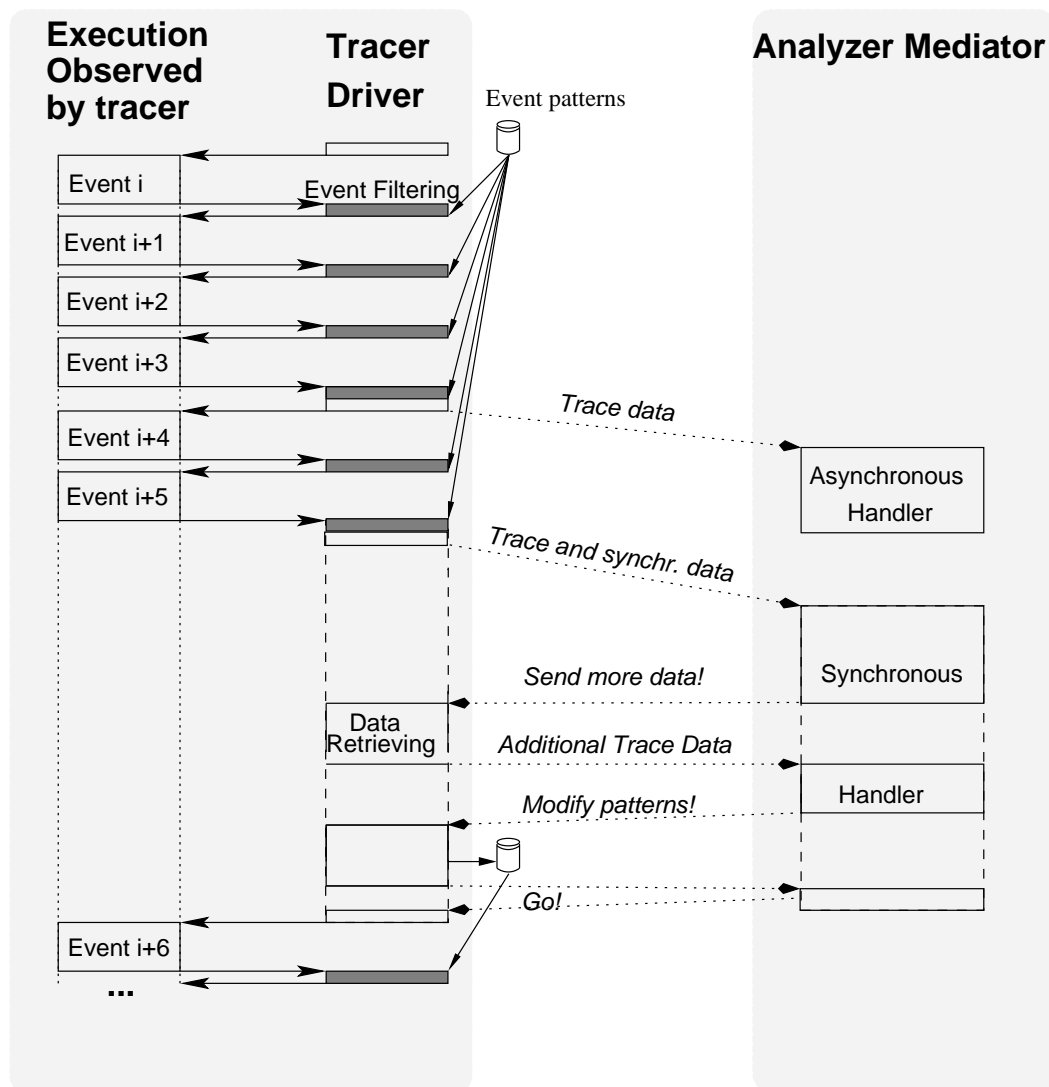 Execution
Observed
by tracer
Tracer
Driver
Analyzer Mediator
Event patterns
Event i
Event Filtering
Event i+1
Event i+2
Event i+3
Trace data
Event i+4
Asynchronous
Handler
Event i+5
Trace and synchr. data
Send more data!
Synchronous
Data
Retrieving
Additional Trace Data
Handler
Modify patterns!
Go!
Event i+6
...